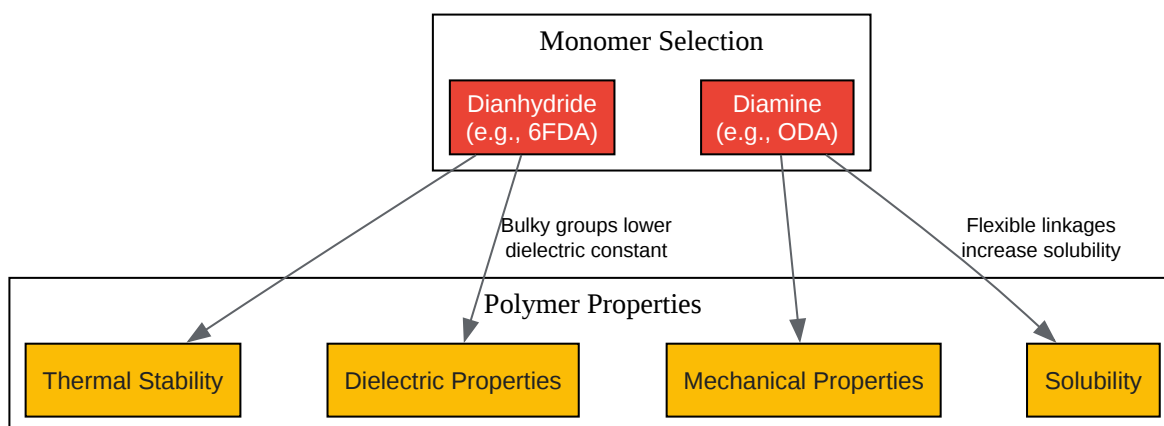 Monomer Selection
Dianhydride
(e.g., 6FDA)
Diamine
(e.g., ODA)
Bulky groups lower
dielectric constant
Flexible linkages
increase solubility
Polymer Properties
Thermal Stability
Dielectric Properties
Mechanical Properties
Solubility